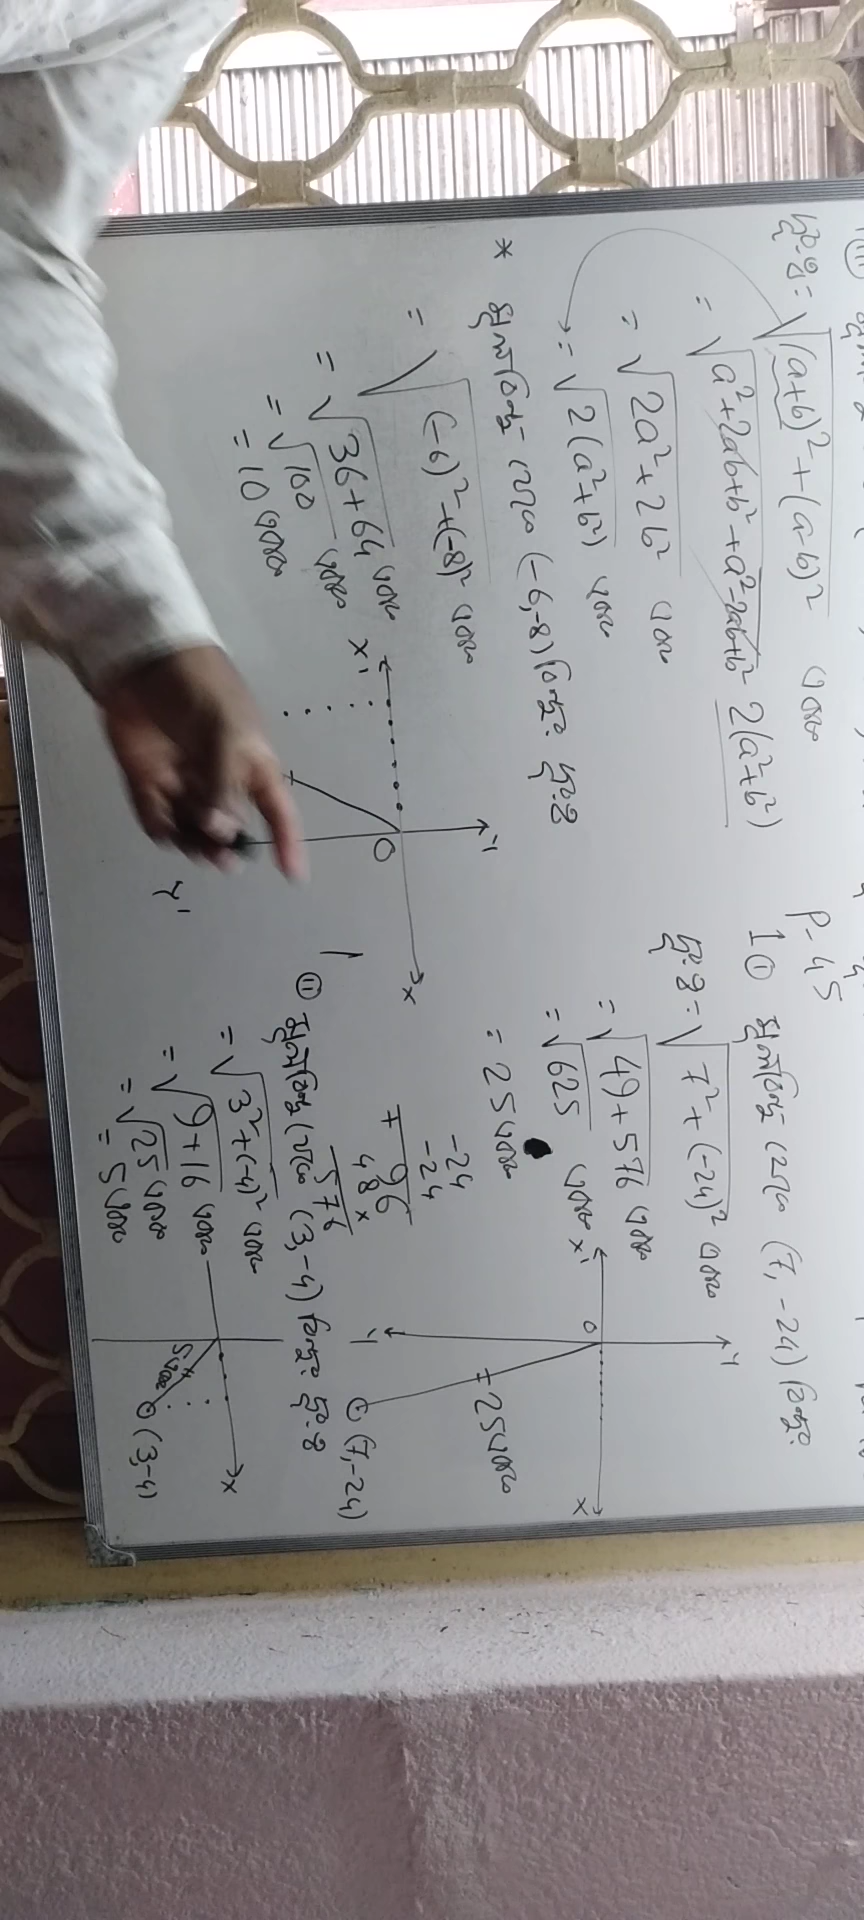 দূঃত্ব = √(a+b)²+(a-b)² একক
= √a²+2ab+b²+a²-2ab+b² 2(a²+b²)
= √2a²+2b² একক
= √2(a²+b²) একক
* মূলবিন্দু থেকে (-6,-8) বিন্দুর দূরত্ব
= √(-6)²+(-8)² একক
= √36+64 একক
= √100 একক
= 10 একক
X'
Y
O
X
Y'
P-45
1 (i) মূলবিন্দু থেকে (7, -24) বিন্দুর
দূরত্ব = √7²+(-24)² একক
= √49+576 একক
= √625 একক
= 25 একক
-24
-24
+ 96
48×
576
X'
Y
O
X
25 একক
Y
(7,-24)
(ii) মূলবিন্দু থেকে (3,-4) বিন্দুর দূরত্ব
= √3²+(-4)² একক
= √9+16 একক
= √25 একক
= 5 একক
X
5 একক
(3,-4)